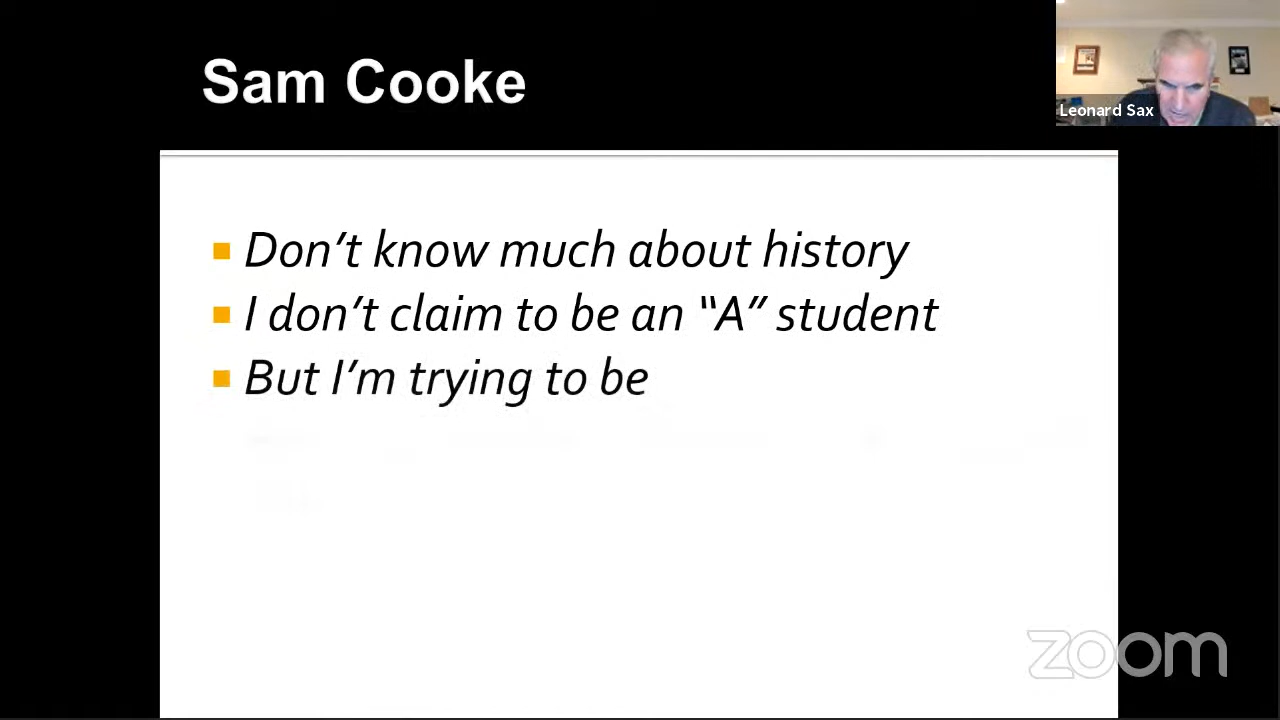 Sam Cooke
Leonard Sax
Don’t know much about history
I don’t claim to be an “A” student
But I’m trying to be
zoom